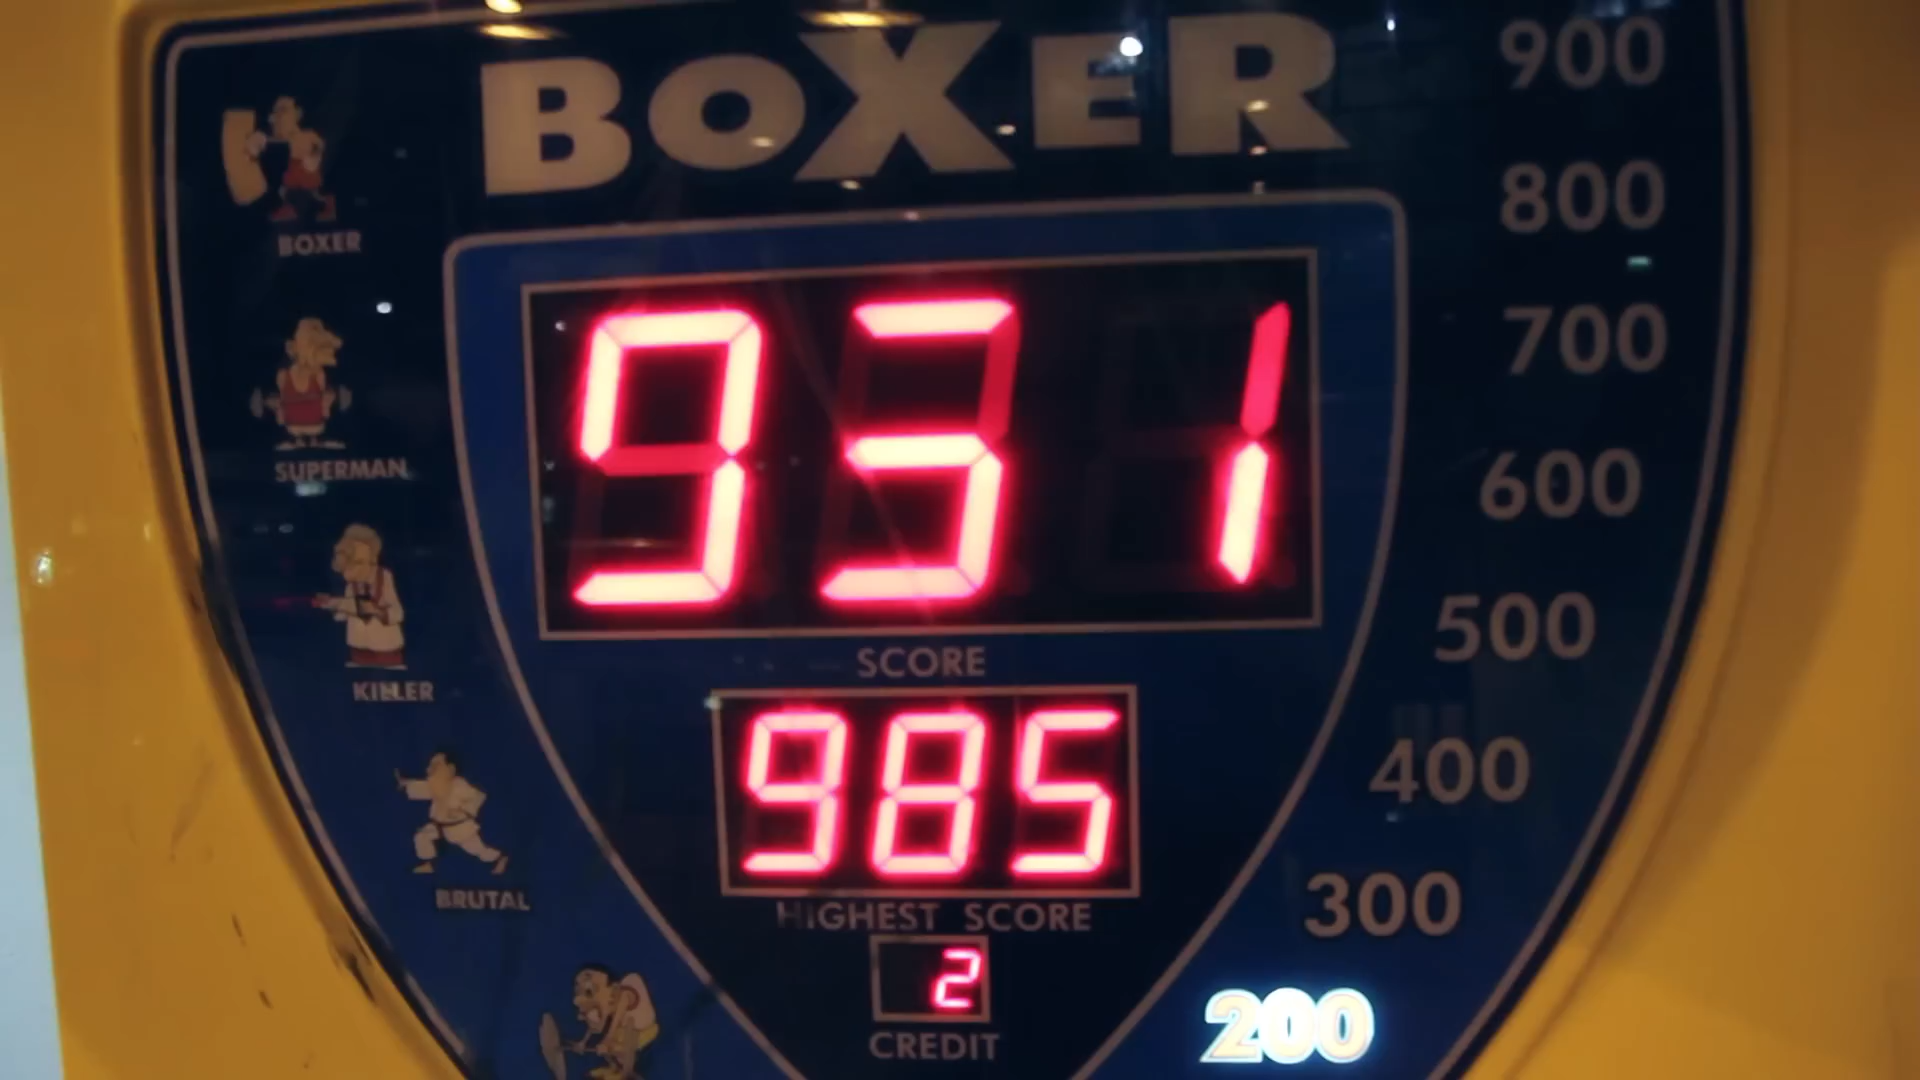 BOXER
900
BOXER
800
931
700
SUPERMAN
600
500
SCORE
KILLER
985
400
BRUTAL
HIGHEST SCORE
300
2
200
CREDIT